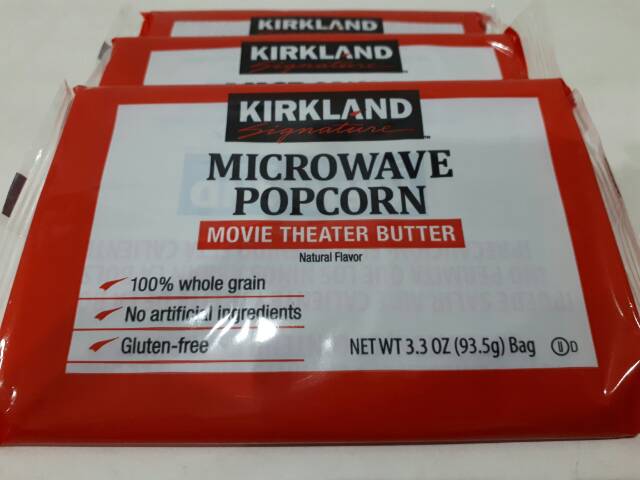 KIRKLAND
KIRKLAND
Signature
KIRKLAND
Signature™
MICROWAVE
POPCORN
MOVIE THEATER BUTTER
Natural Flavor
100% whole grain
No artificial ingredients
Gluten-free
NET WT 3.3 OZ (93.5g) Bag Ⓤ D